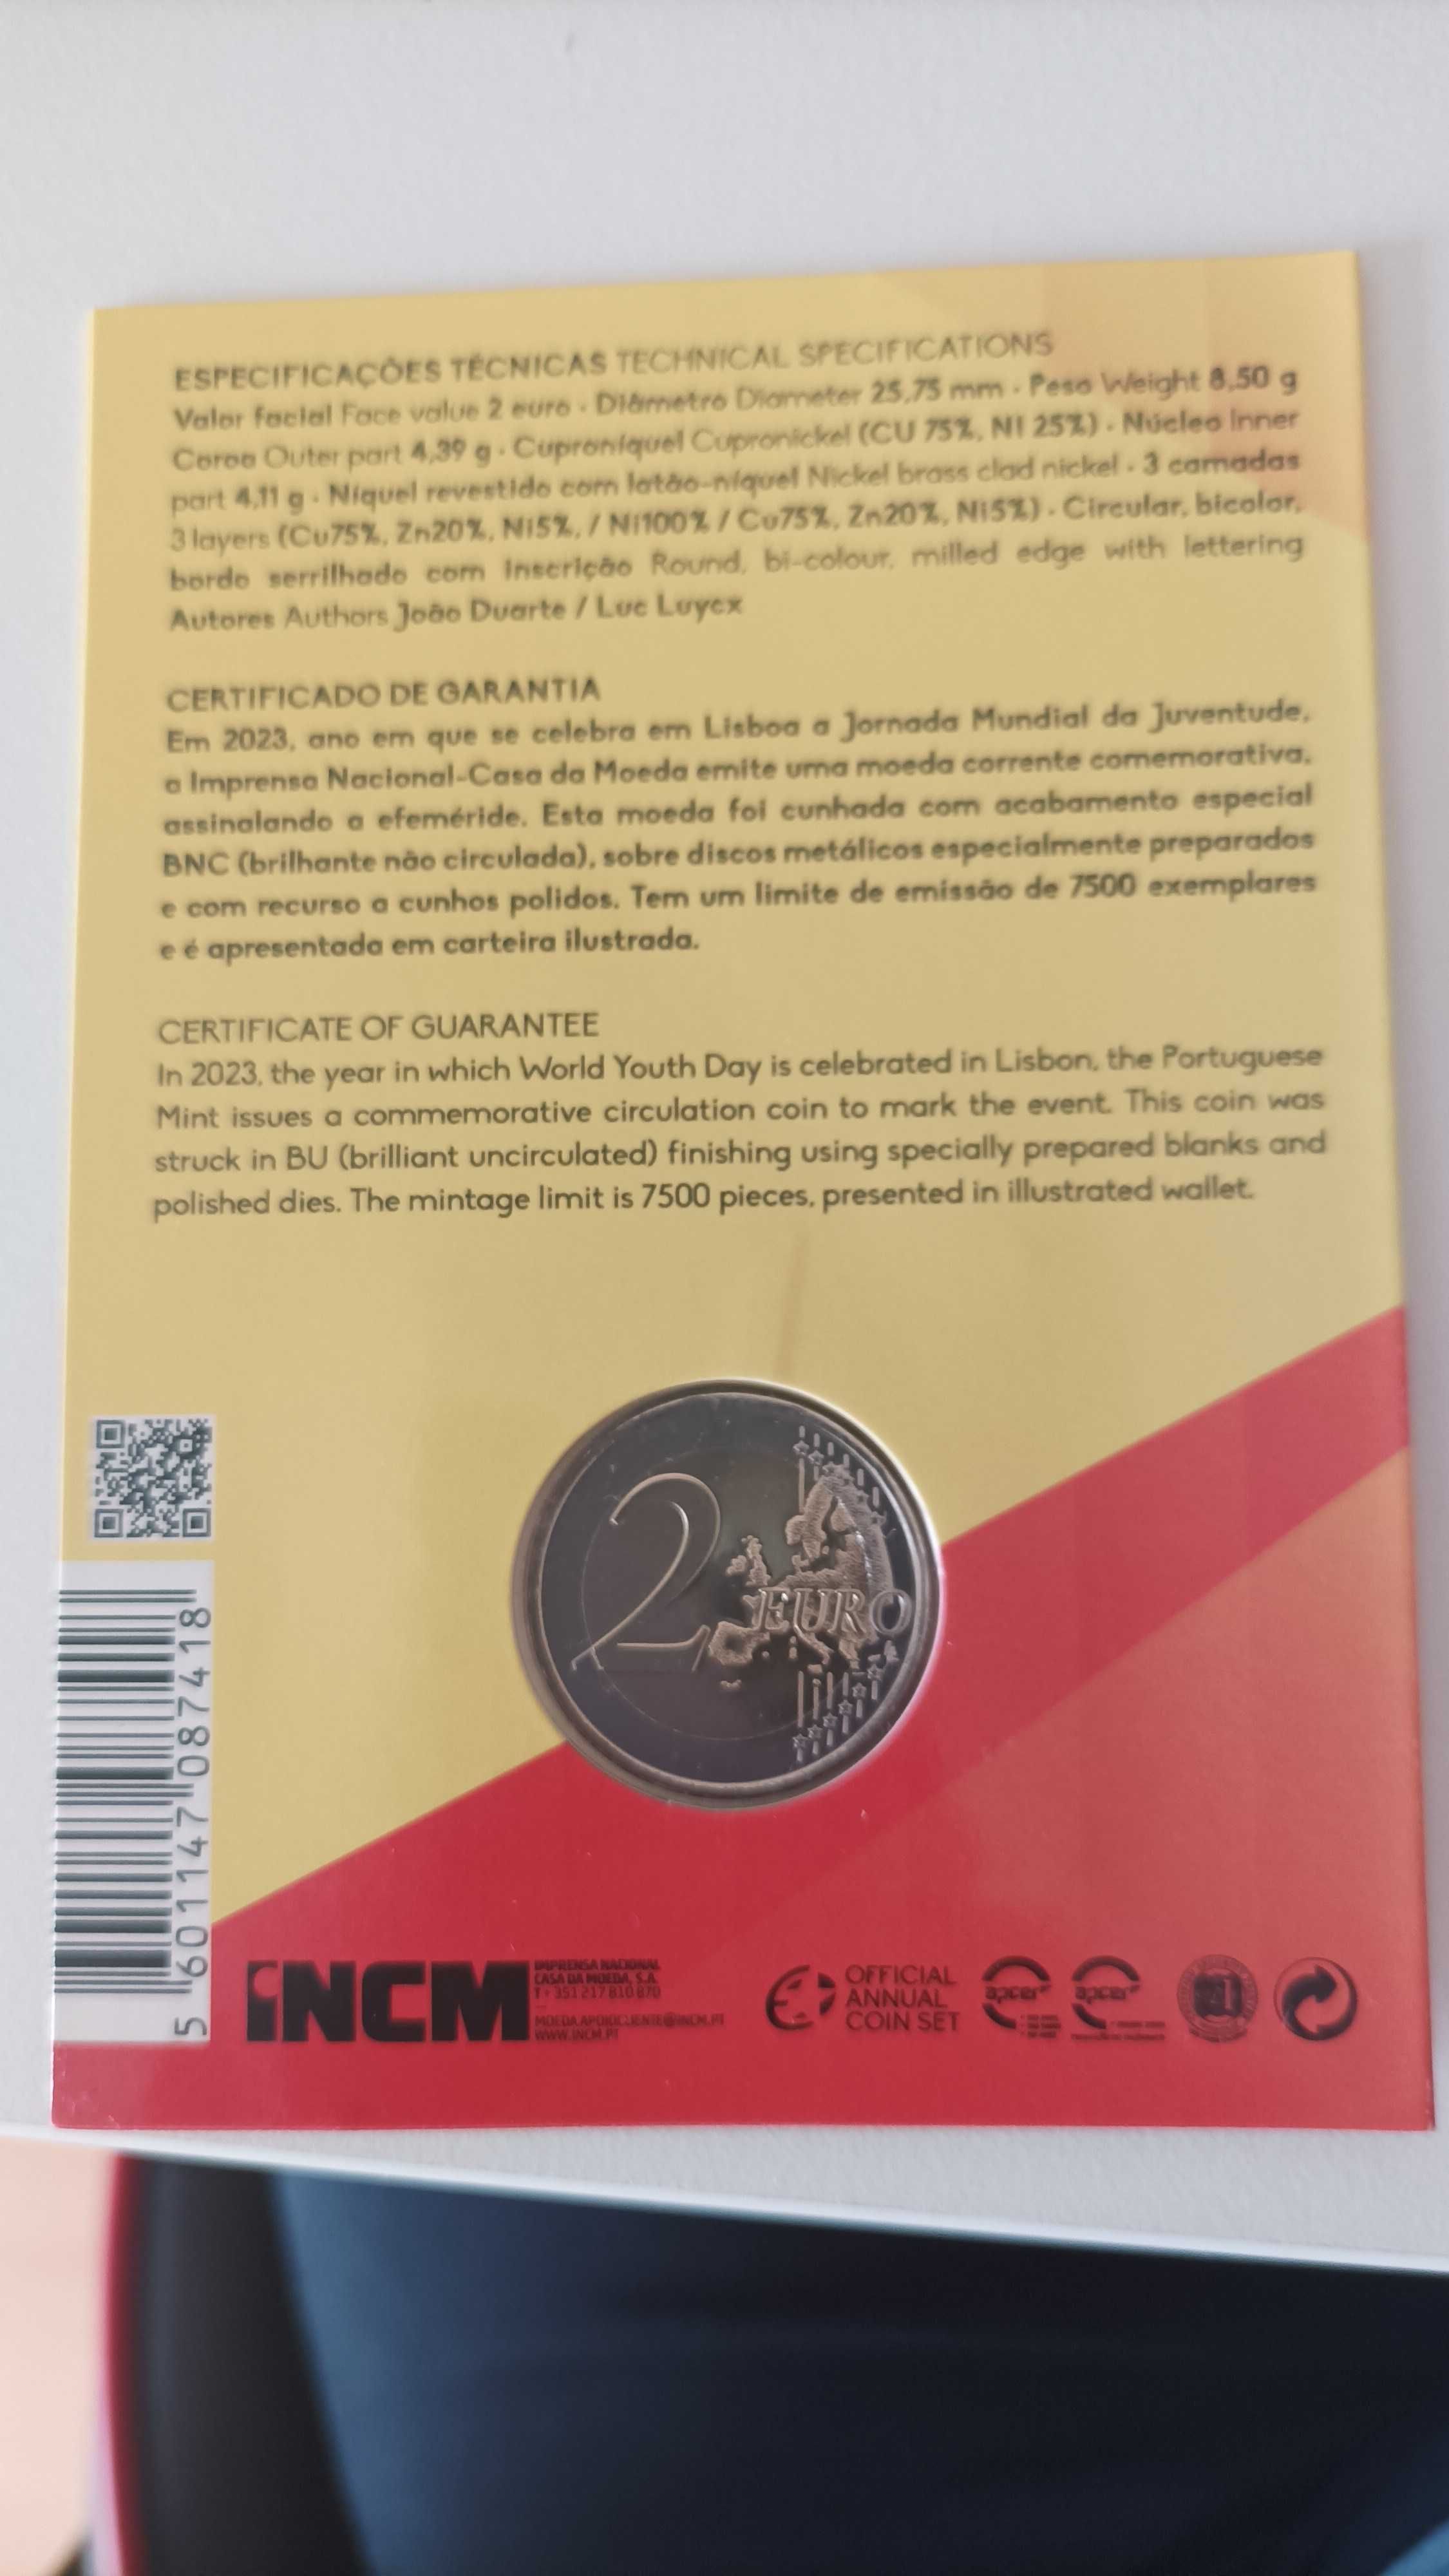 ESPECIFICAÇÕES TÉCNICAS TECHNICAL SPECIFICATIONS
Valor facial Face value 2 euro · Diâmetro Diameter 25,75 mm · Peso Weight 8,50 g
Coroa Outer part 4,39 g · Cuproníquel Cupronickel (CU 75%, NI 25%) · Núcleo Inner
part 4,11 g · Níquel revestido com latão-níquel Nickel brass clad nickel · 3 camadas
3 layers (Cu75%, Zn20%, Ni5%, / Ni100% / Cu75%, Zn20%, Ni5%) · Circular, bicolor,
bordo serrilhado com inscrição Round, bi-colour, milled edge with lettering
Autores Authors João Duarte / Luc Luycx
CERTIFICADO DE GARANTIA
Em 2023, ano em que se celebra em Lisboa a Jornada Mundial da Juventude,
a Imprensa Nacional-Casa da Moeda emite uma moeda corrente comemorativa,
assinalando a efeméride. Esta moeda foi cunhada com acabamento especial
BNC (brilhante não circulada), sobre discos metálicos especialmente preparados
e com recurso a cunhos polidos. Tem um limite de emissão de 7500 exemplares
e é apresentada em carteira ilustrada.
CERTIFICATE OF GUARANTEE
In 2023, the year in which World Youth Day is celebrated in Lisbon, the Portuguese
Mint issues a commemorative circulation coin to mark the event. This coin was
struck in BU (brilliant uncirculated) finishing using specially prepared blanks and
polished dies. The mintage limit is 7500 pieces, presented in illustrated wallet.
2 EURO
5 601147 087418
INCM
IMPRENSA NACIONAL
CASA DA MOEDA, S.A.
T + 351 217 810 870
MOEDA.APOIOCLIENTE@INCM.PT
WWW.INCM.PT
OFFICIAL
ANNUAL
COIN SET
apcer
apcer